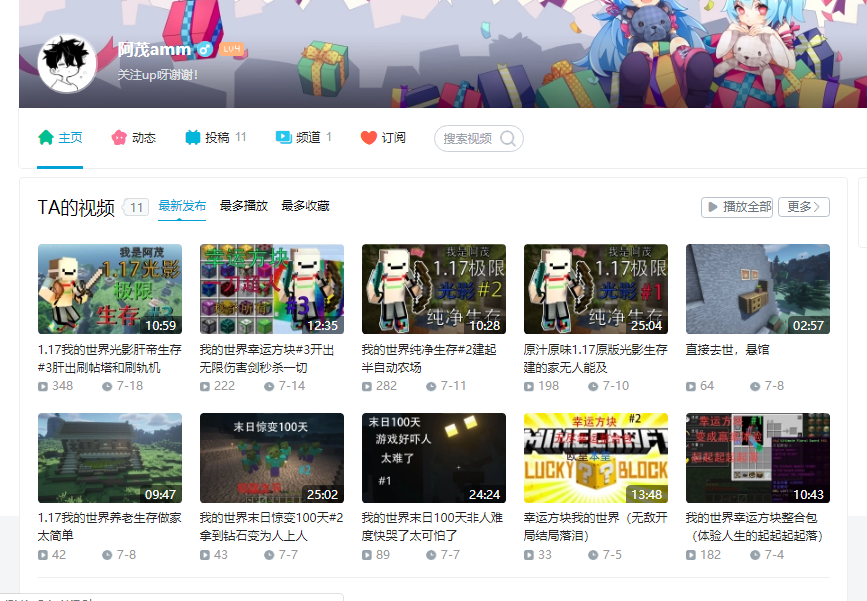 阿茂amm LV4
关注up呀谢谢!
主页 动态 投稿 11 频道 1 订阅 搜索视频
TA的视频 11 最新发布 最多播放 最多收藏 播放全部 更多
我是阿茂
1.17光影
极限
生存
10:59
幸运方块
#3
12:35
我是阿茂
1.17极限
光影#2
纯净生存
10:28
我是阿茂
1.17极限
光影#1
纯净生存
25:04
02:57
1.17我的世界光影肝帝生存
#3肝出刷帖塔和刷轨机
348 7-18
我的世界幸运方块#3开出
无限伤害剑秒杀一切
222 7-14
我的世界纯净生存#2建起
半自动农场
282 7-11
原汁原味1.17原版光影生存
建的家无人能及
198 7-10
直接去世，悬馆
64 7-8
09:47
末日惊变100天
#2
25:02
末日100天
游戏好吓人
太难了
#1
24:24
幸运方块 #2
MINECRAFT
LUCKY BLOCK
13:48
幸运方块 #1
10:43
1.17我的世界养老生存做家
太简单
42 7-8
我的世界末日惊变100天#2
拿到钻石变为人上人
43 7-7
我的世界末日100天非人难
度快哭了太可怕了
89 7-7
幸运方块我的世界（无敌开
局结局落泪）
33 7-5
我的世界幸运方块整合包
（体验人生的起起起起落）
182 7-4